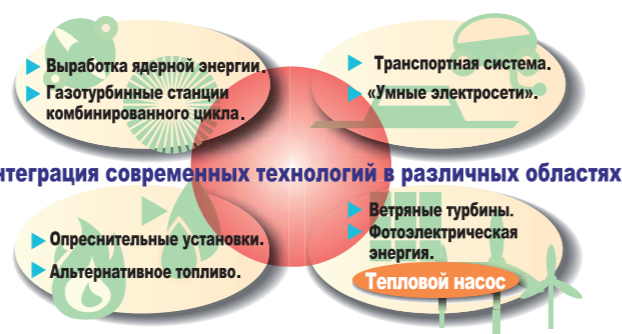 Выработка ядерной энергии.
Газотурбинные станции
комбинированного цикла.
Транспортная система.
«Умные электросети».
нтеграция современных технологий в различных областях
Опреснительные установки.
Альтернативное топливо.
Ветряные турбины.
Фотоэлектрическая
энергия.
Тепловой насос